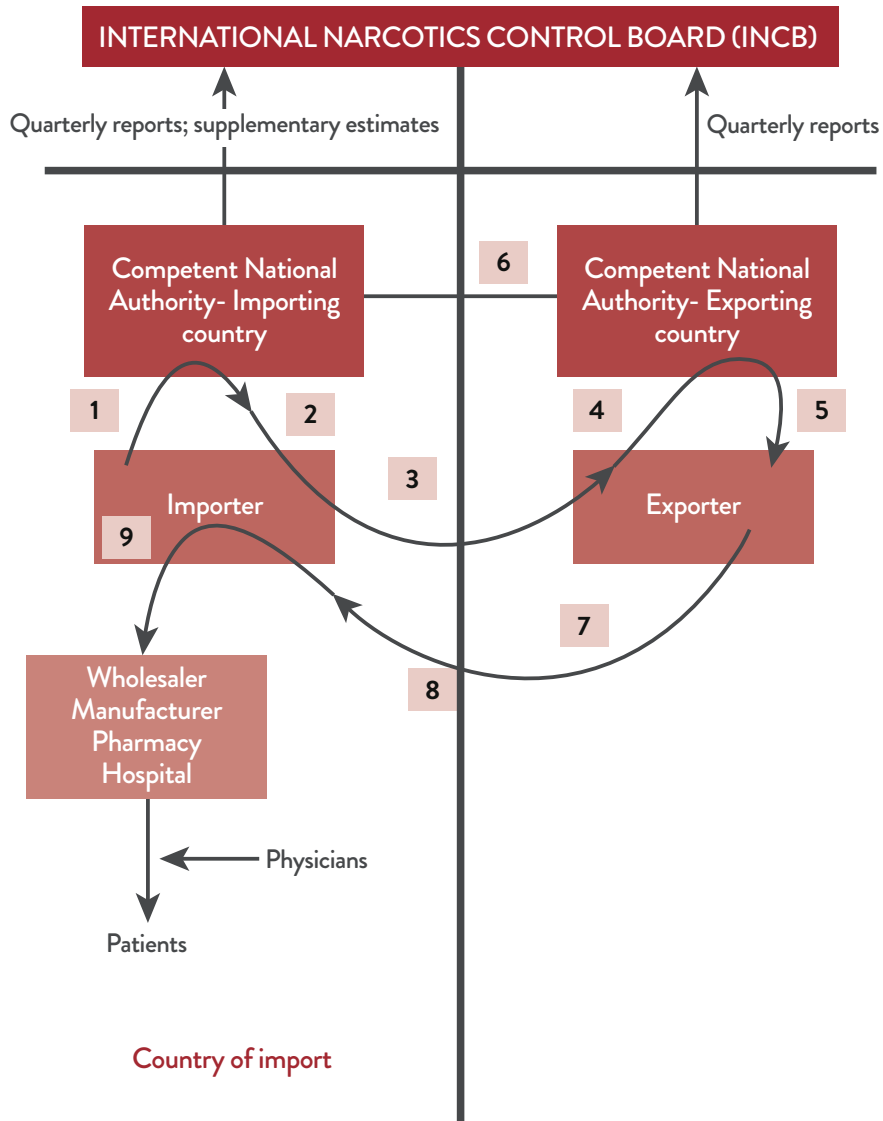 INTERNATIONAL NARCOTICS CONTROL BOARD (INCB)
Quarterly reports; supplementary estimates
Quarterly reports
Competent National
Authority- Importing
country
6
Competent National
Authority- Exporting
country
1
2
3
4
5
Importer
Exporter
9
7
8
Wholesaler
Manufacturer
Pharmacy
Hospital
Physicians
Patients
Country of import